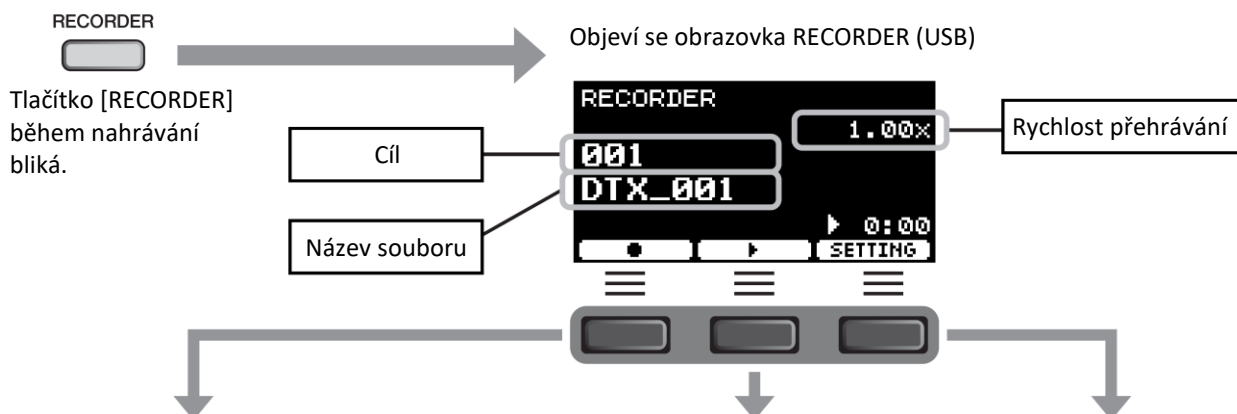 RECORDER
Objeví se obrazovka RECORDER (USB)
Tlačítko [RECORDER]
během nahrávání
bliká.
Cíl
Název souboru
RECORDER
1.00x
001
DTX_001
0:00
SETTING
Rychlost přehrávání